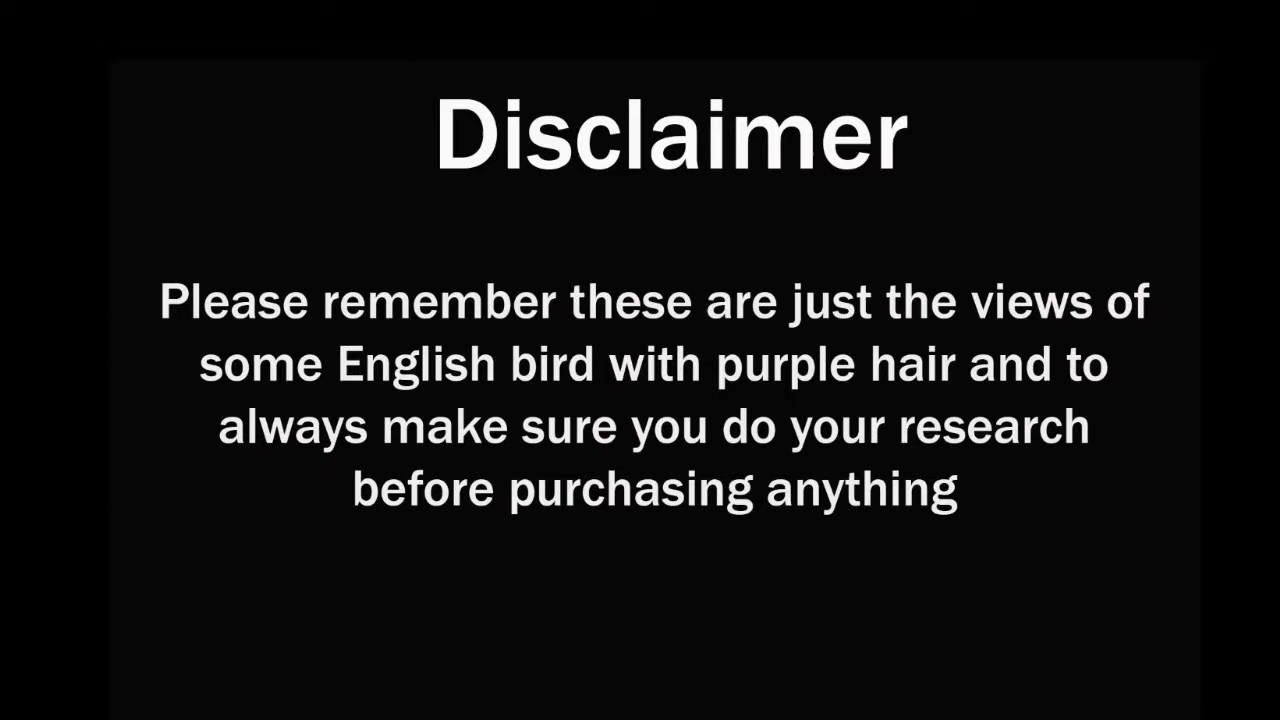 Disclaimer
Please remember these are just the views of
some English bird with purple hair and to
always make sure you do your research
before purchasing anything